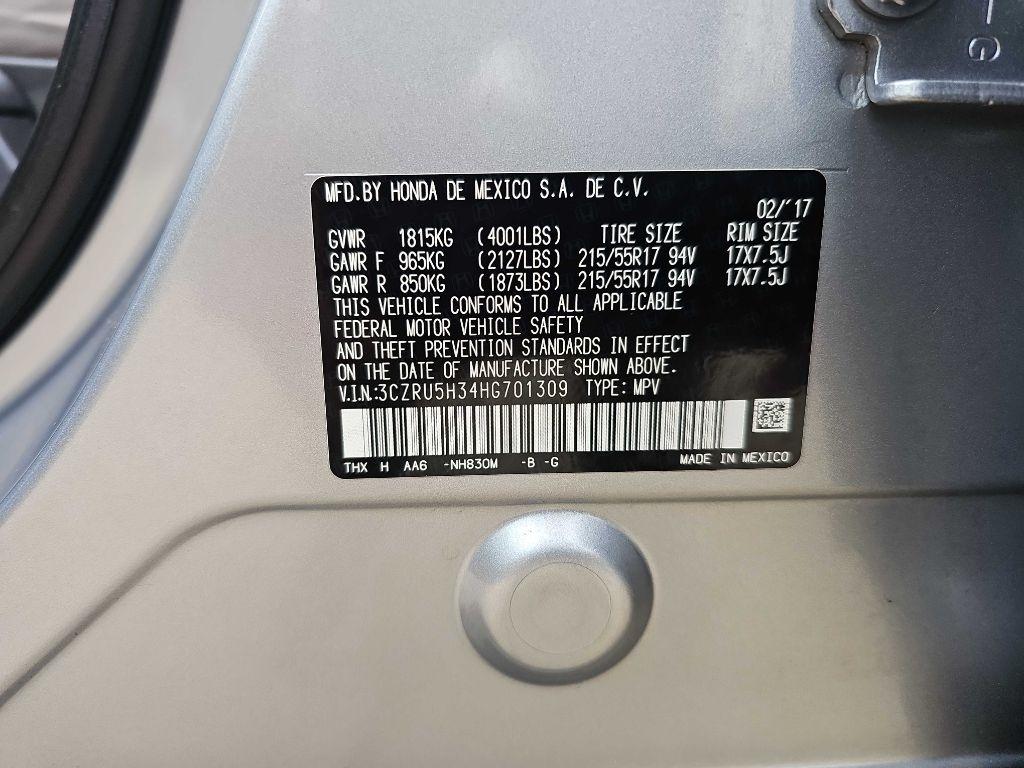 G
MFD.BY HONDA DE MEXICO S.A. DE C.V.
02/'17
GVWR 1815KG (4001LBS) TIRE SIZE RIM SIZE
GAWR F 965KG (2127LBS) 215/55R17 94V 17X7.5J
GAWR R 850KG (1873LBS) 215/55R17 94V 17X7.5J
THIS VEHICLE CONFORMS TO ALL APPLICABLE
FEDERAL MOTOR VEHICLE SAFETY
AND THEFT PREVENTION STANDARDS IN EFFECT
ON THE DATE OF MANUFACTURE SHOWN ABOVE.
V.I.N:3CZRU5H34HG701309 TYPE: MPV
THX H AA6 -NH830M -B -G MADE IN MEXICO